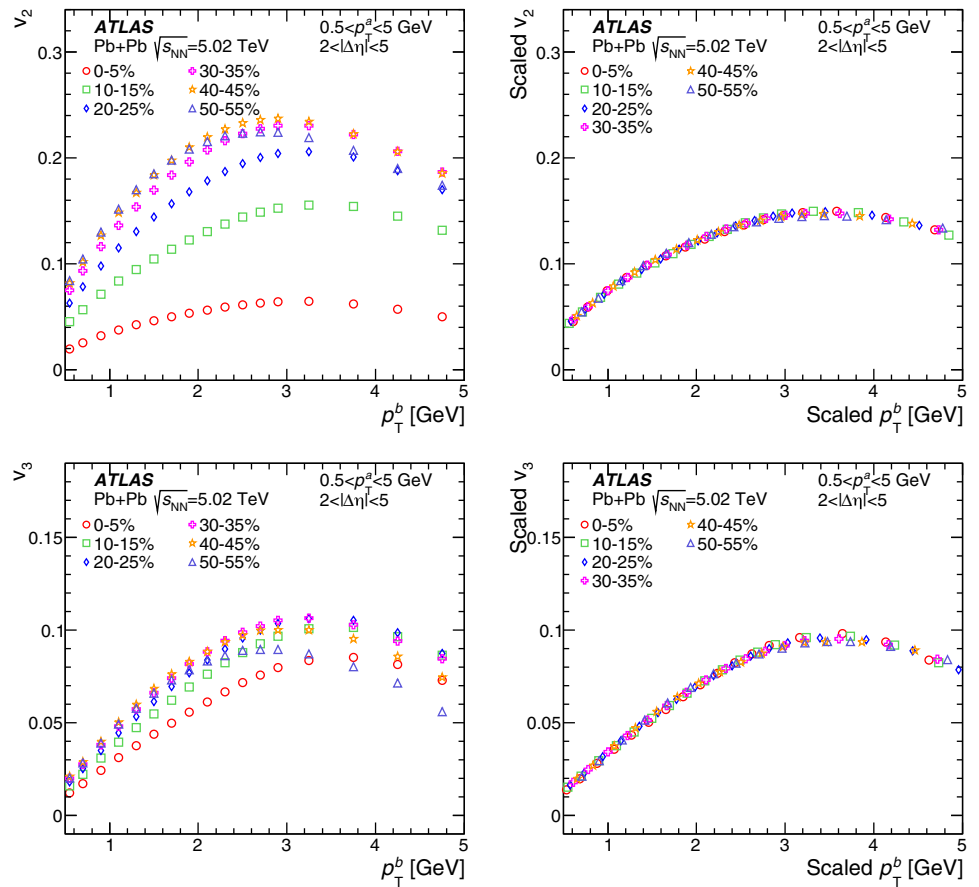 v2
ATLAS
0.5<p_T^a<5 GeV
Pb+Pb √sNN=5.02 TeV
2<|Δη|<5
0-5%
30-35%
10-15%
40-45%
20-25%
50-55%
0.3
0.2
0.1
0
1
2
3
4
5
p_T^b [GeV]
Scaled v2
ATLAS
0.5<p_T^a<5 GeV
Pb+Pb √sNN=5.02 TeV
2<|Δη|<5
0-5%
40-45%
10-15%
50-55%
20-25%
30-35%
0.3
0.2
0.1
0
1
2
3
4
5
Scaled p_T^b [GeV]
v3
ATLAS
0.5<p_T^a<5 GeV
Pb+Pb √sNN=5.02 TeV
2<|Δη|<5
0-5%
30-35%
10-15%
40-45%
20-25%
50-55%
0.15
0.1
0.05
0
1
2
3
4
5
p_T^b [GeV]
Scaled v3
ATLAS
0.5<p_T^a<5 GeV
Pb+Pb √sNN=5.02 TeV
2<|Δη|<5
0-5%
40-45%
10-15%
50-55%
20-25%
30-35%
0.15
0.1
0.05
0
1
2
3
4
5
Scaled p_T^b [GeV]